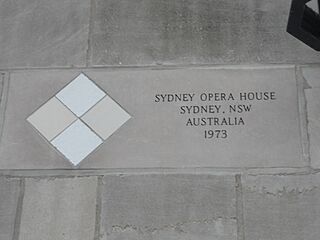 SYDNEY OPERA HOUSE
SYDNEY, NSW
AUSTRALIA
1973